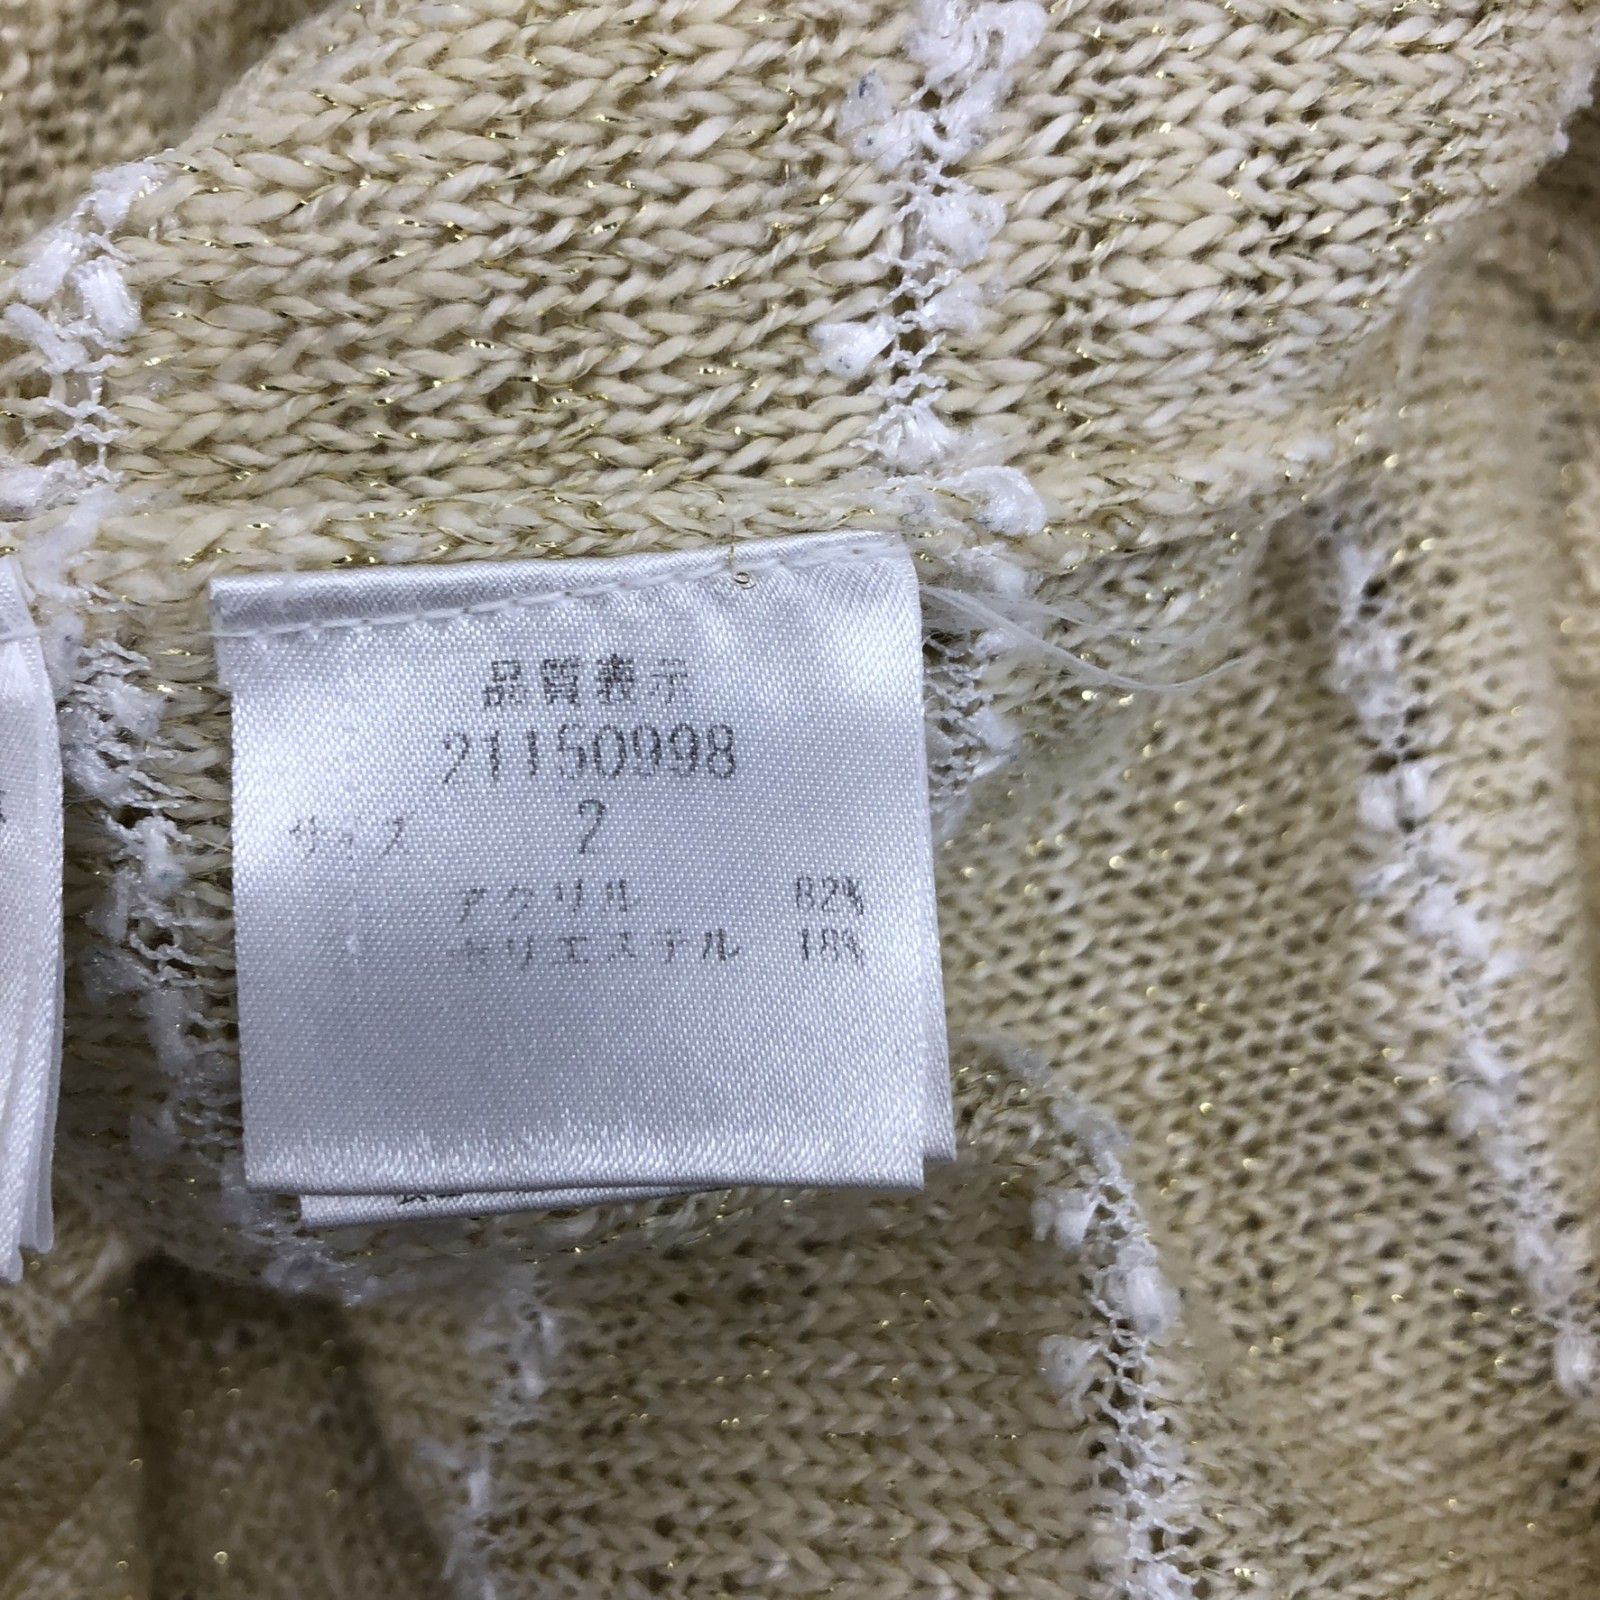 品質表示
21150998
サイズ 2
アクリル 82%
ポリエステル 18%